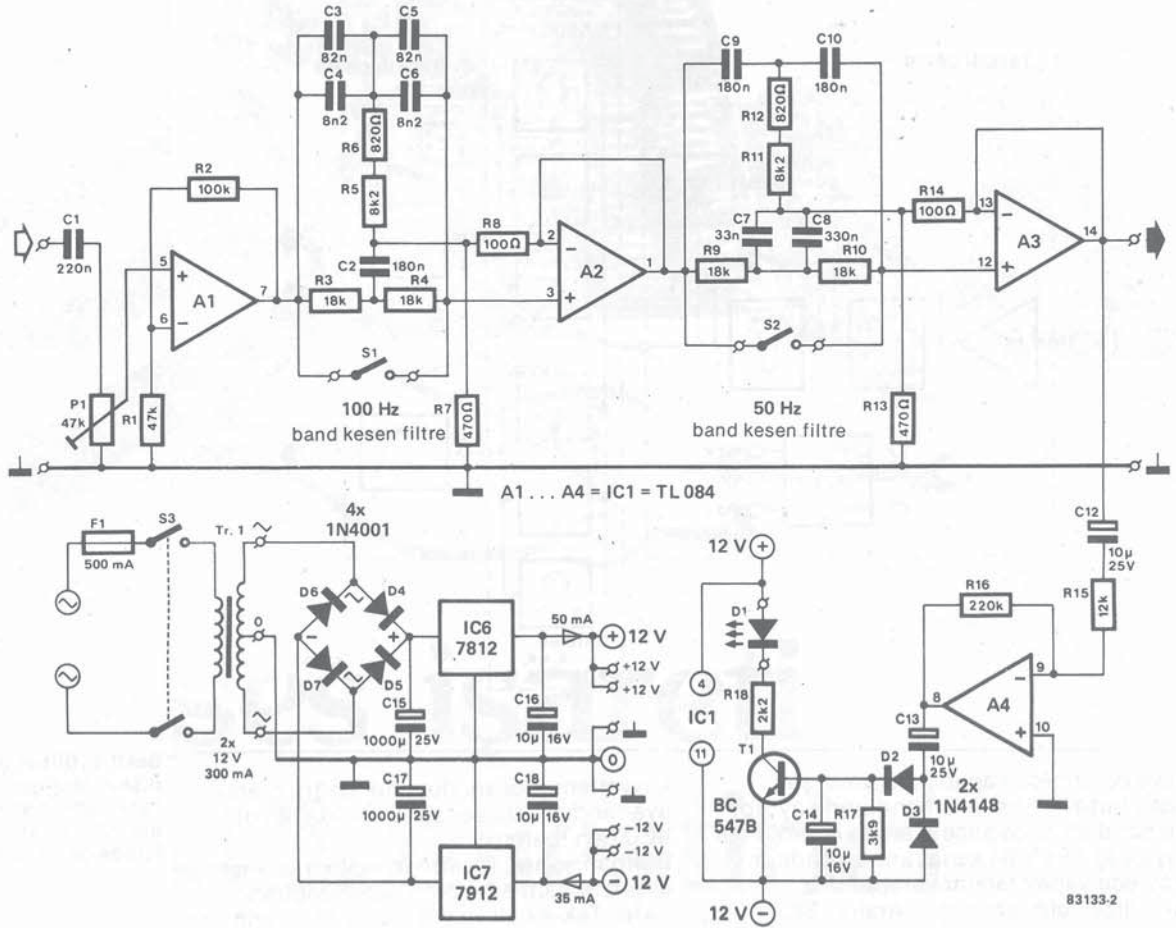 C3
82n
C5
82n
C4
8n2
C6
8n2
R6
820Ω
R5
8k2
R2
100k
C1
220n
5
+
6
−
A1
7
P1
47k
R1
47k
C2
180n
R3
18k
R4
18k
S1
100 Hz
band kesen filtre
R7
470Ω
R8
100Ω
2
−
3
+
A2
1
C9
180n
C10
180n
R12
820Ω
R11
8k2
C7
33n
C8
330n
R9
18k
R10
18k
S2
50 Hz
band kesen filtre
R13
470Ω
R14
100Ω
13
−
12
+
A3
14
A1 . . . A4 = IC1 = TL 084
F1
500 mA
S3
Tr. 1
0
2x
12 V
300 mA
4x
1N4001
D6
D4
D7
D5
−
+
IC6
7812
IC7
7912
C15
1000µ 25V
C17
1000µ 25V
C16
10µ 16V
C18
10µ 16V
50 mA
+ 12 V
+12 V
+12 V
0
−12 V
−12 V
− 12 V
35 mA
12 V +
D1
4
IC1
11
R18
2k2
T1
BC
547B
C14
10µ
16V
R17
3k9
D2
D3
2x
1N4148
C13
10µ
25V
12 V −
R16
220k
A4
8
9
−
10
+
C12
10µ
25V
R15
12k
83133-2